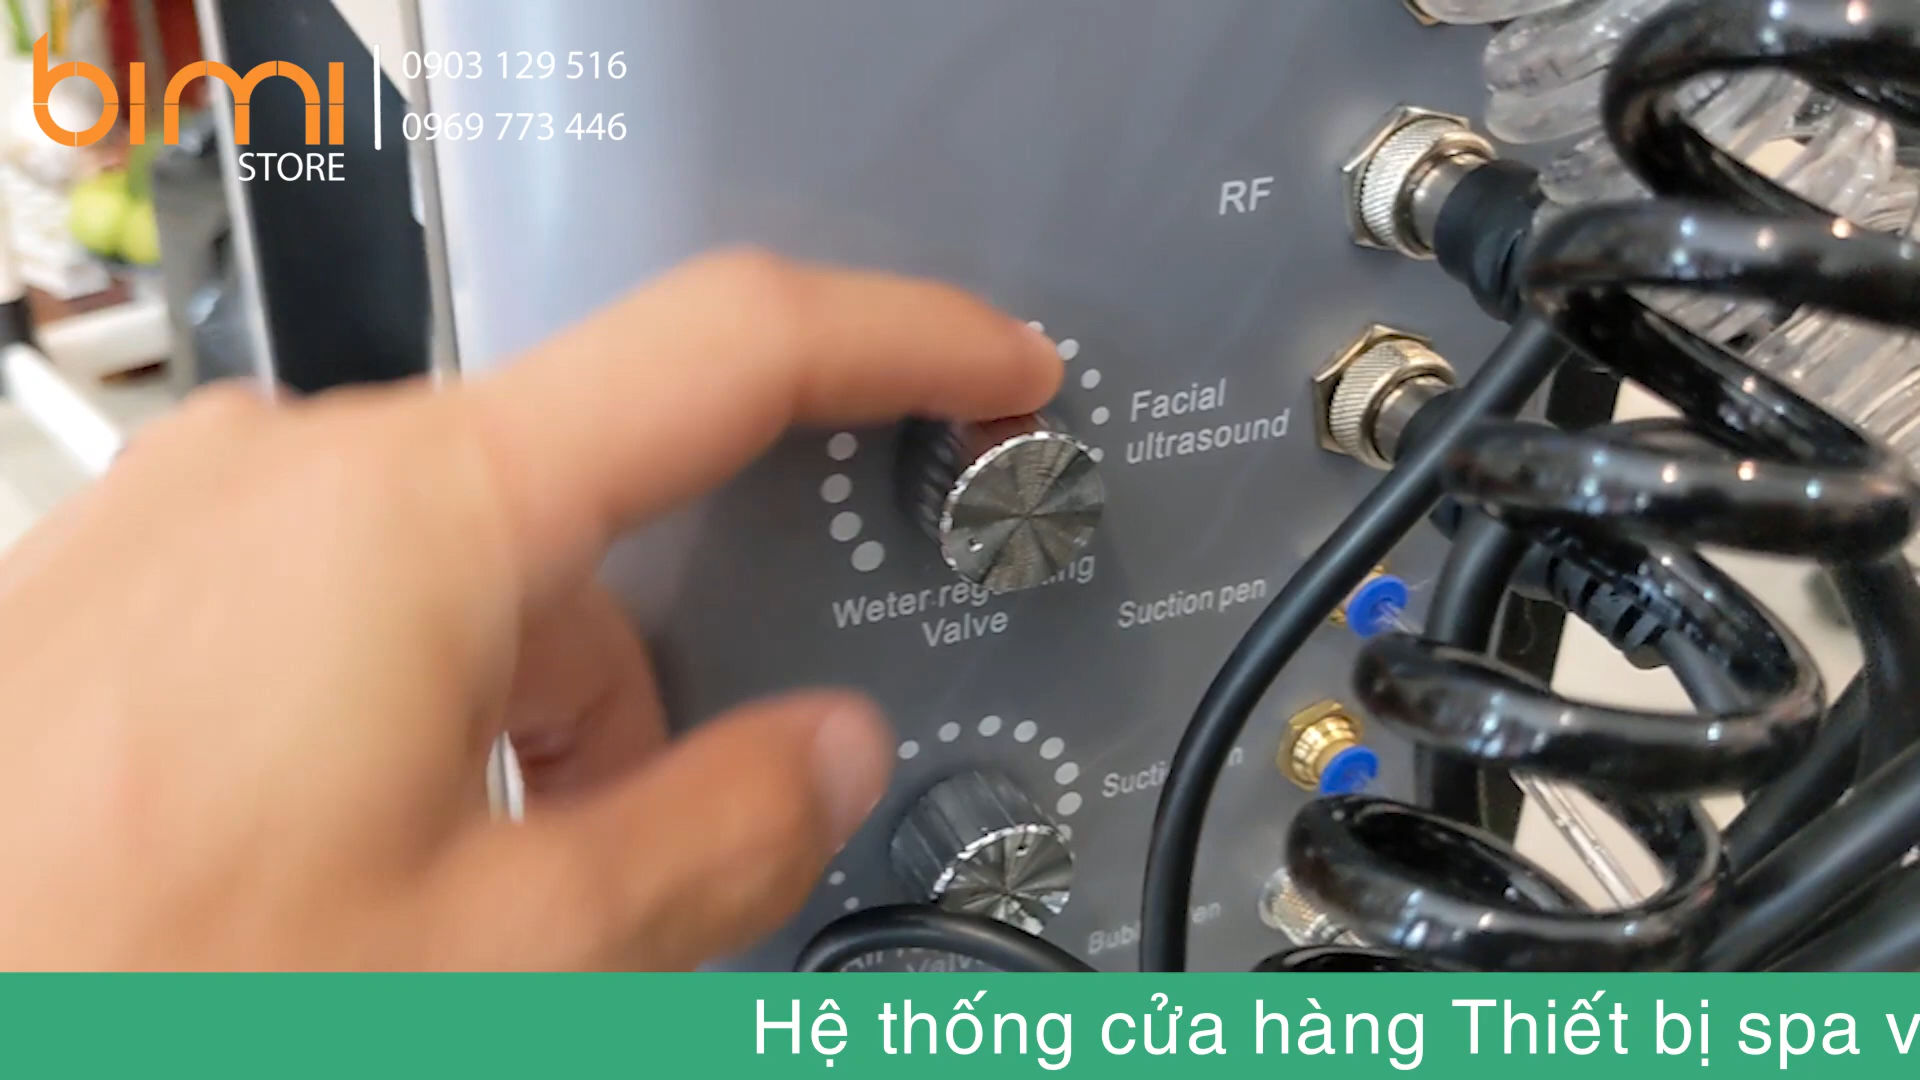 bimi
STORE
0903 129 516
0969 773 446
RF
Facial
ultrasound
Weter
Valve
Suction pen
Hệ thống cửa hàng Thiết bị spa v